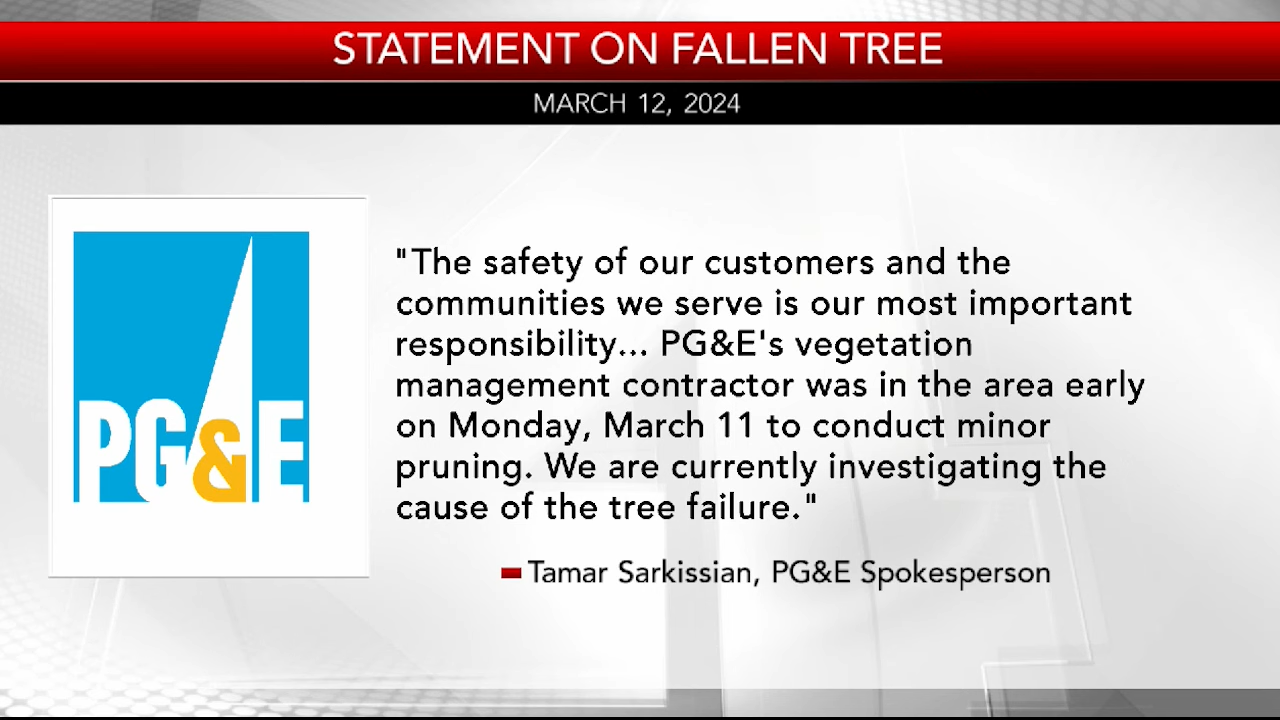 STATEMENT ON FALLEN TREE
MARCH 12, 2024
PG&E
"The safety of our customers and the
communities we serve is our most important
responsibility... PG&E's vegetation
management contractor was in the area early
on Monday, March 11 to conduct minor
pruning. We are currently investigating the
cause of the tree failure."
Tamar Sarkissian, PG&E Spokesperson